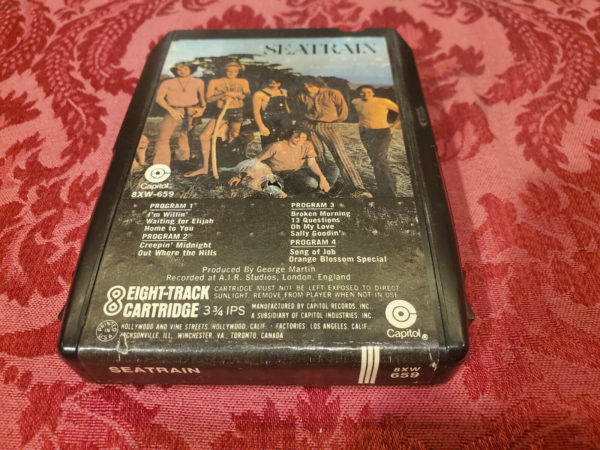 SEATRAIN
Capitol®
8XW-659
PROGRAM 1
I'm Willin'
Waiting for Elijah
Home to You
PROGRAM 2
Creepin' Midnight
Out Where the Hills
PROGRAM 3
Broken Morning
13 Questions
Oh My Love
Sally Goodin'
PROGRAM 4
Song of Job
Orange Blossom Special
Produced by George Martin
Recorded at A.I.R. Studios, London, England
8 EIGHT-TRACK
CARTRIDGE 3 ¾ IPS
CARTRIDGE MUST NOT BE LEFT EXPOSED TO DIRECT
SUNLIGHT. REMOVE FROM PLAYER WHEN NOT IN USE.
MANUFACTURED BY CAPITOL RECORDS, INC.,
A SUBSIDIARY OF CAPITOL INDUSTRIES, INC.
HOLLYWOOD AND VINE STREETS, HOLLYWOOD, CALIF. · FACTORIES: LOS ANGELES, CALIF.,
JACKSONVILLE, ILL., WINCHESTER, VA., TORONTO, CANADA
Capitol®
SEATRAIN
8XW
659